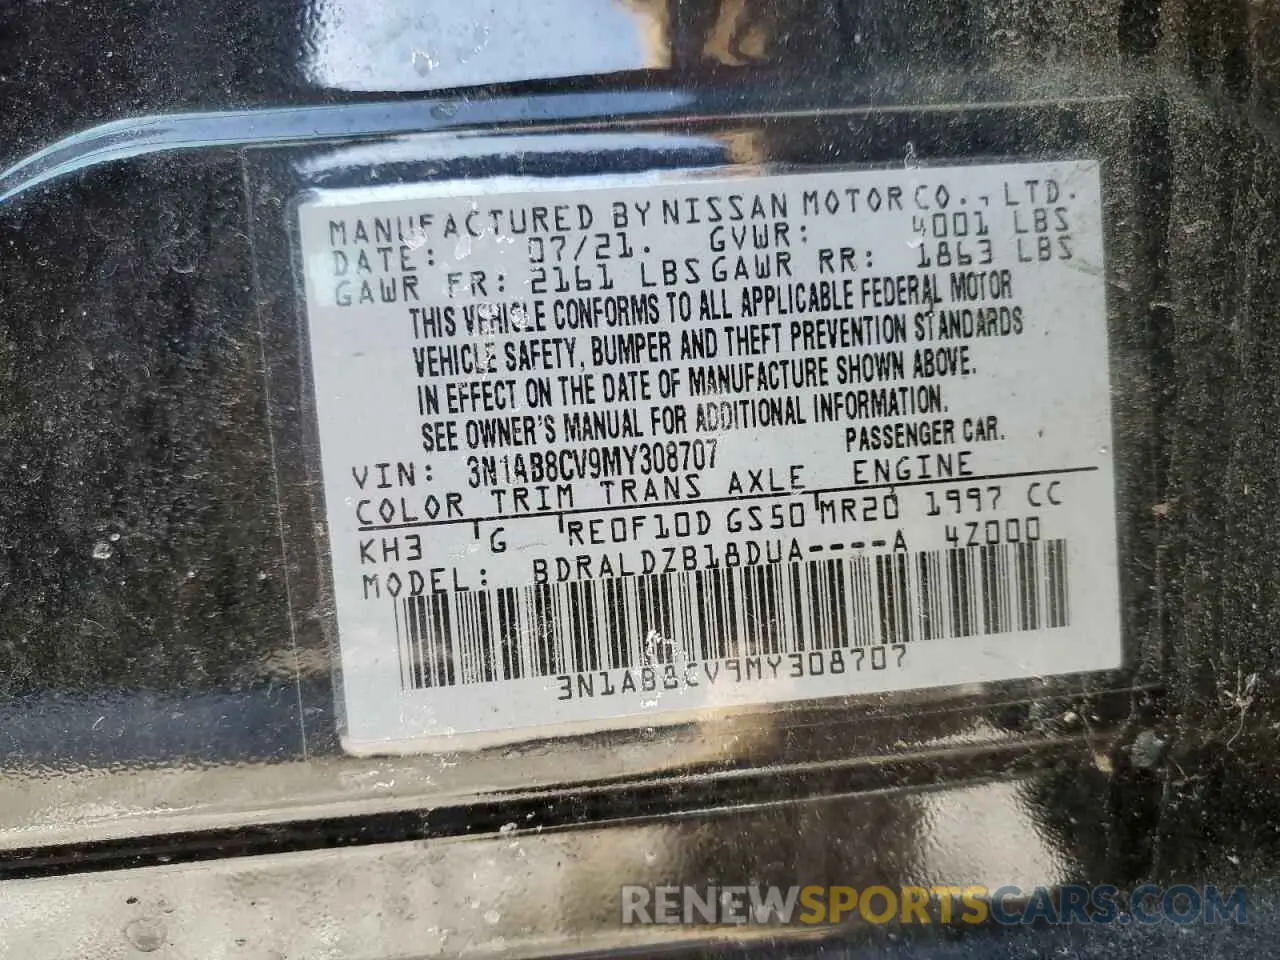 MANUFACTURED BY NISSAN MOTOR CO., LTD.
DATE: 07/21. GVWR: 4001 LBS
GAWR FR: 2161 LBS GAWR RR: 1863 LBS
THIS VEHICLE CONFORMS TO ALL APPLICABLE FEDERAL MOTOR
VEHICLE SAFETY, BUMPER AND THEFT PREVENTION STANDARDS
IN EFFECT ON THE DATE OF MANUFACTURE SHOWN ABOVE.
SEE OWNER'S MANUAL FOR ADDITIONAL INFORMATION.
VIN: 3N1AB8CV9MY308707 PASSENGER CAR.
COLOR TRIM TRANS AXLE ENGINE
KH3 G RE0F10D GS50 MR20 1997 CC
MODEL: BDRALDZB18DUA----A 4Z000
3N1AB8CV9MY308707
RENEWSPORTSCARS.COM